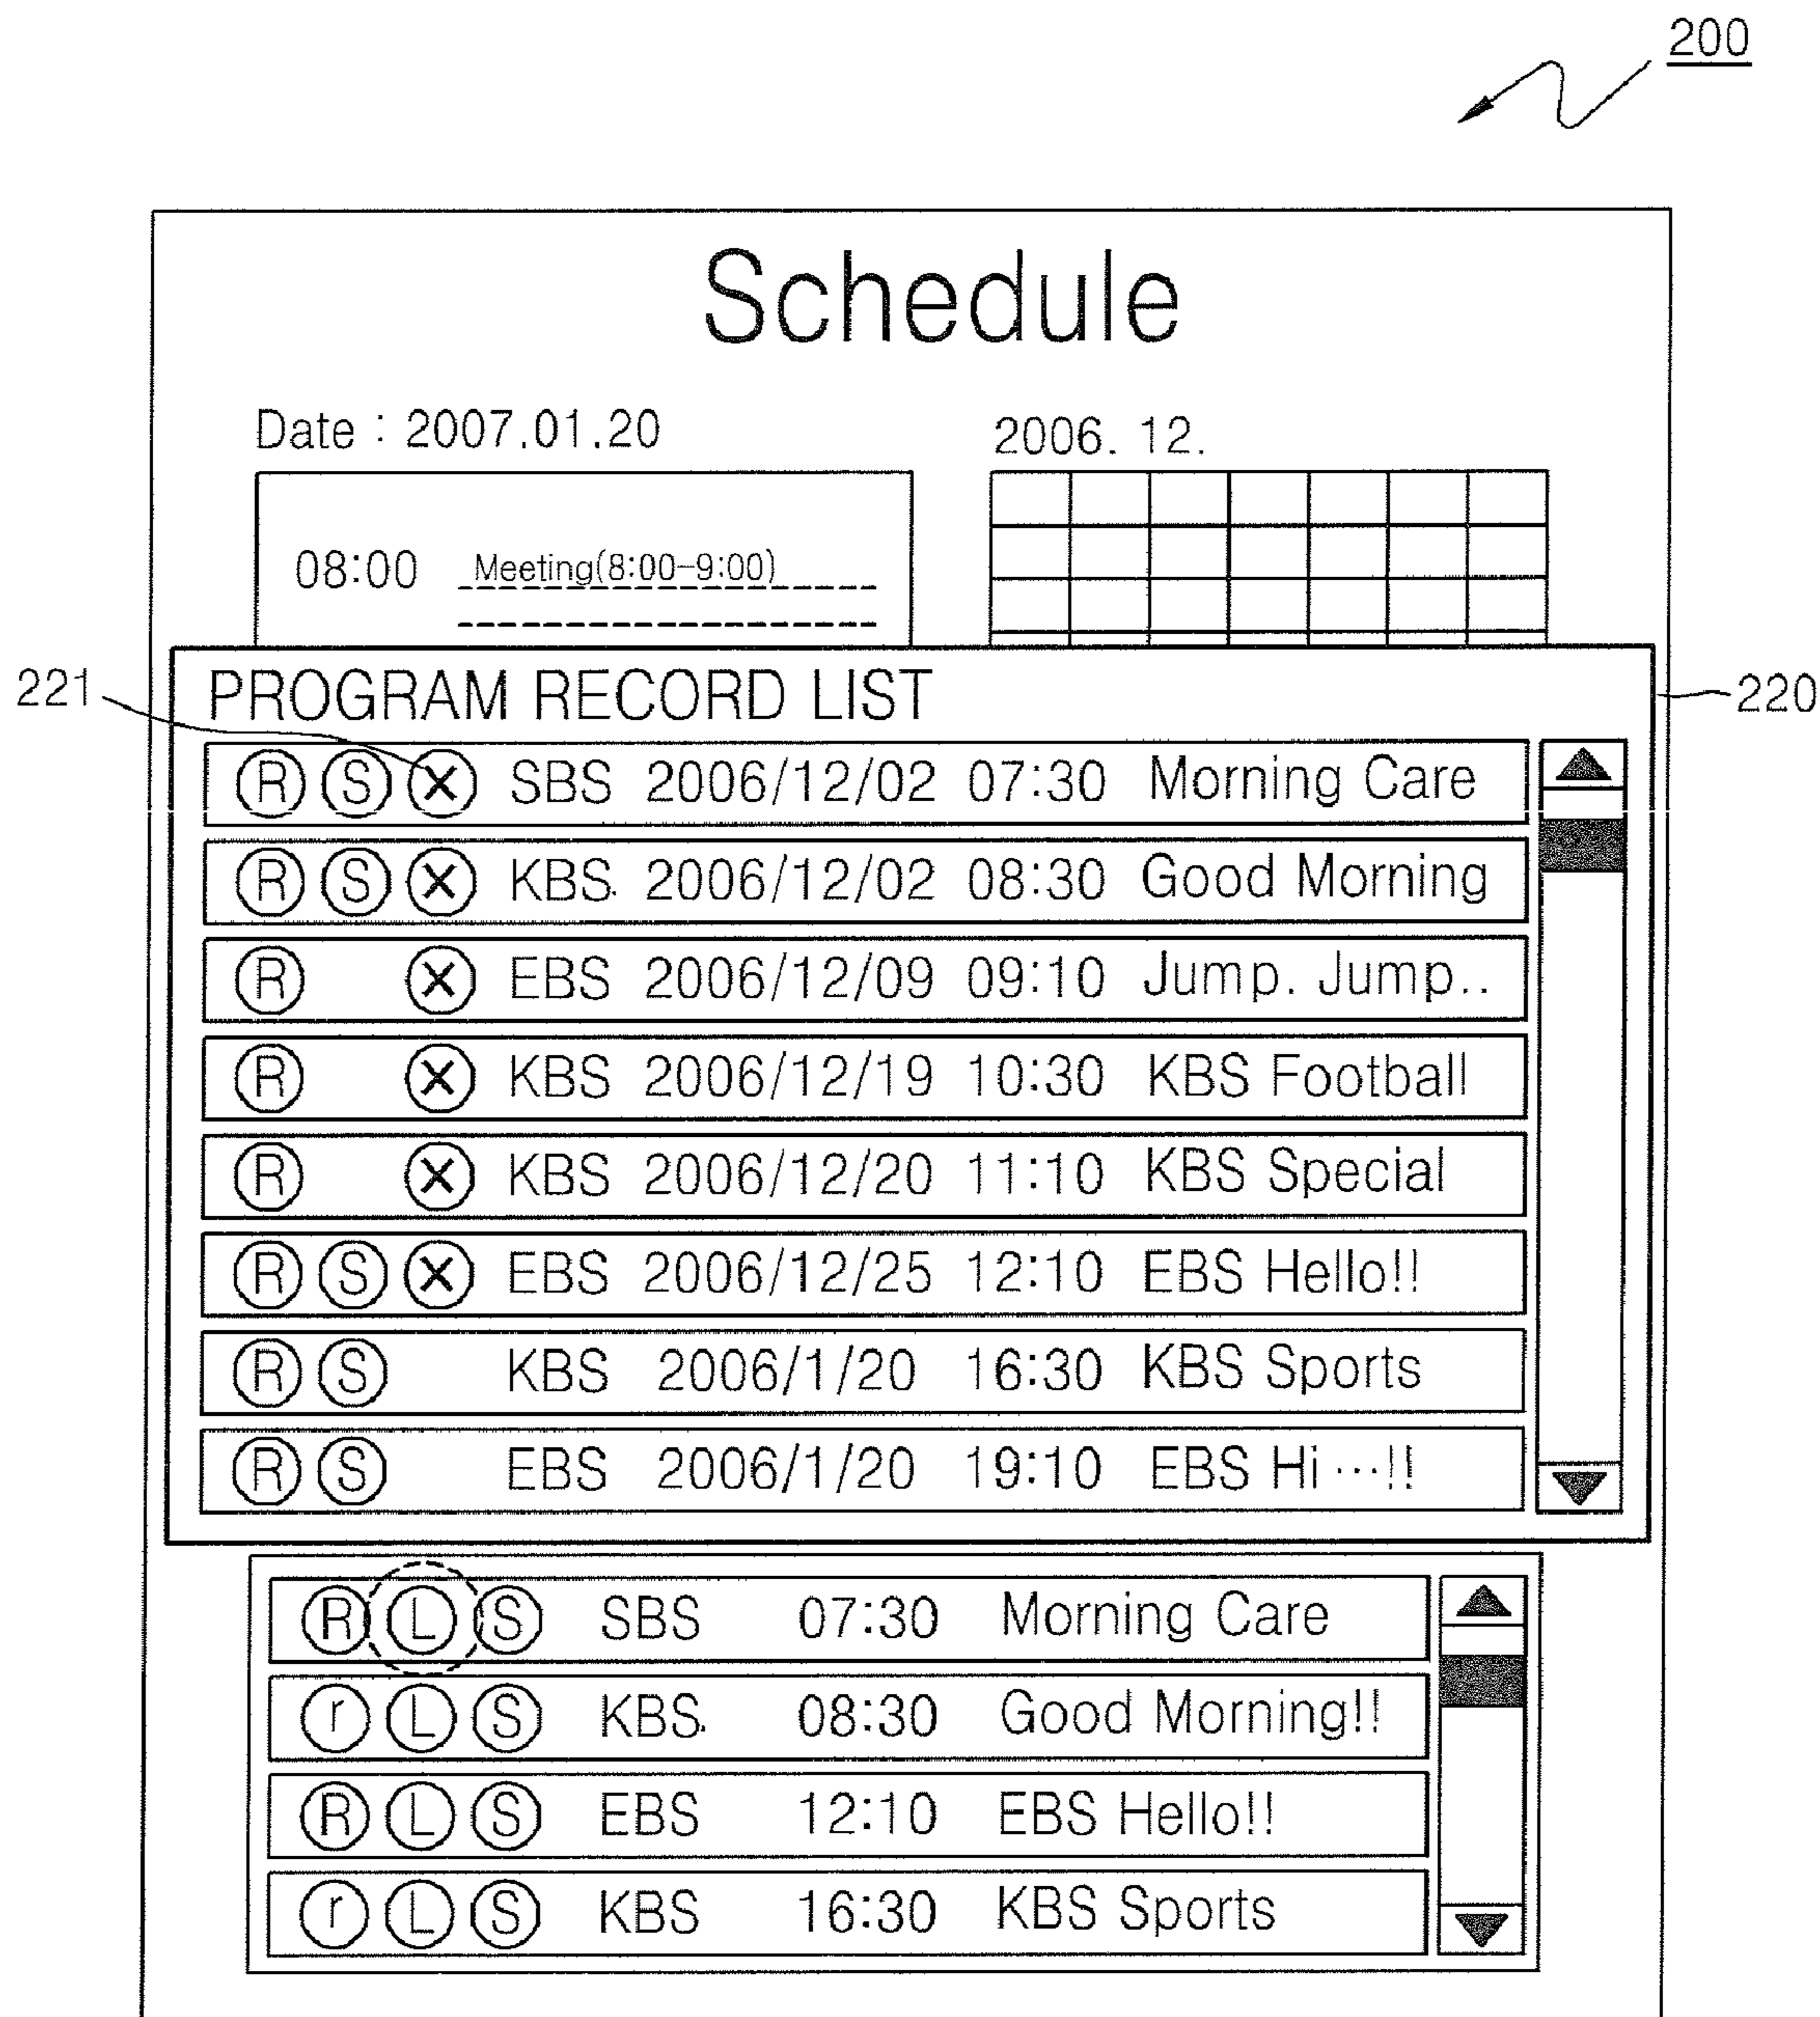 200
Schedule
Date : 2007.01.20 2006. 12.
08:00 Meeting(8:00-9:00)
221 PROGRAM RECORD LIST 220
R S X SBS 2006/12/02 07:30 Morning Care
R S X KBS. 2006/12/02 08:30 Good Morning
R X EBS 2006/12/09 09:10 Jump. Jump..
R X KBS 2006/12/19 10:30 KBS Football
R X KBS 2006/12/20 11:10 KBS Special
R S X EBS 2006/12/25 12:10 EBS Hello!!
R S KBS 2006/1/20 16:30 KBS Sports
R S EBS 2006/1/20 19:10 EBS Hi ...!!
R L S SBS 07:30 Morning Care
r L S KBS. 08:30 Good Morning!!
R L S EBS 12:10 EBS Hello!!
r L S KBS 16:30 KBS Sports